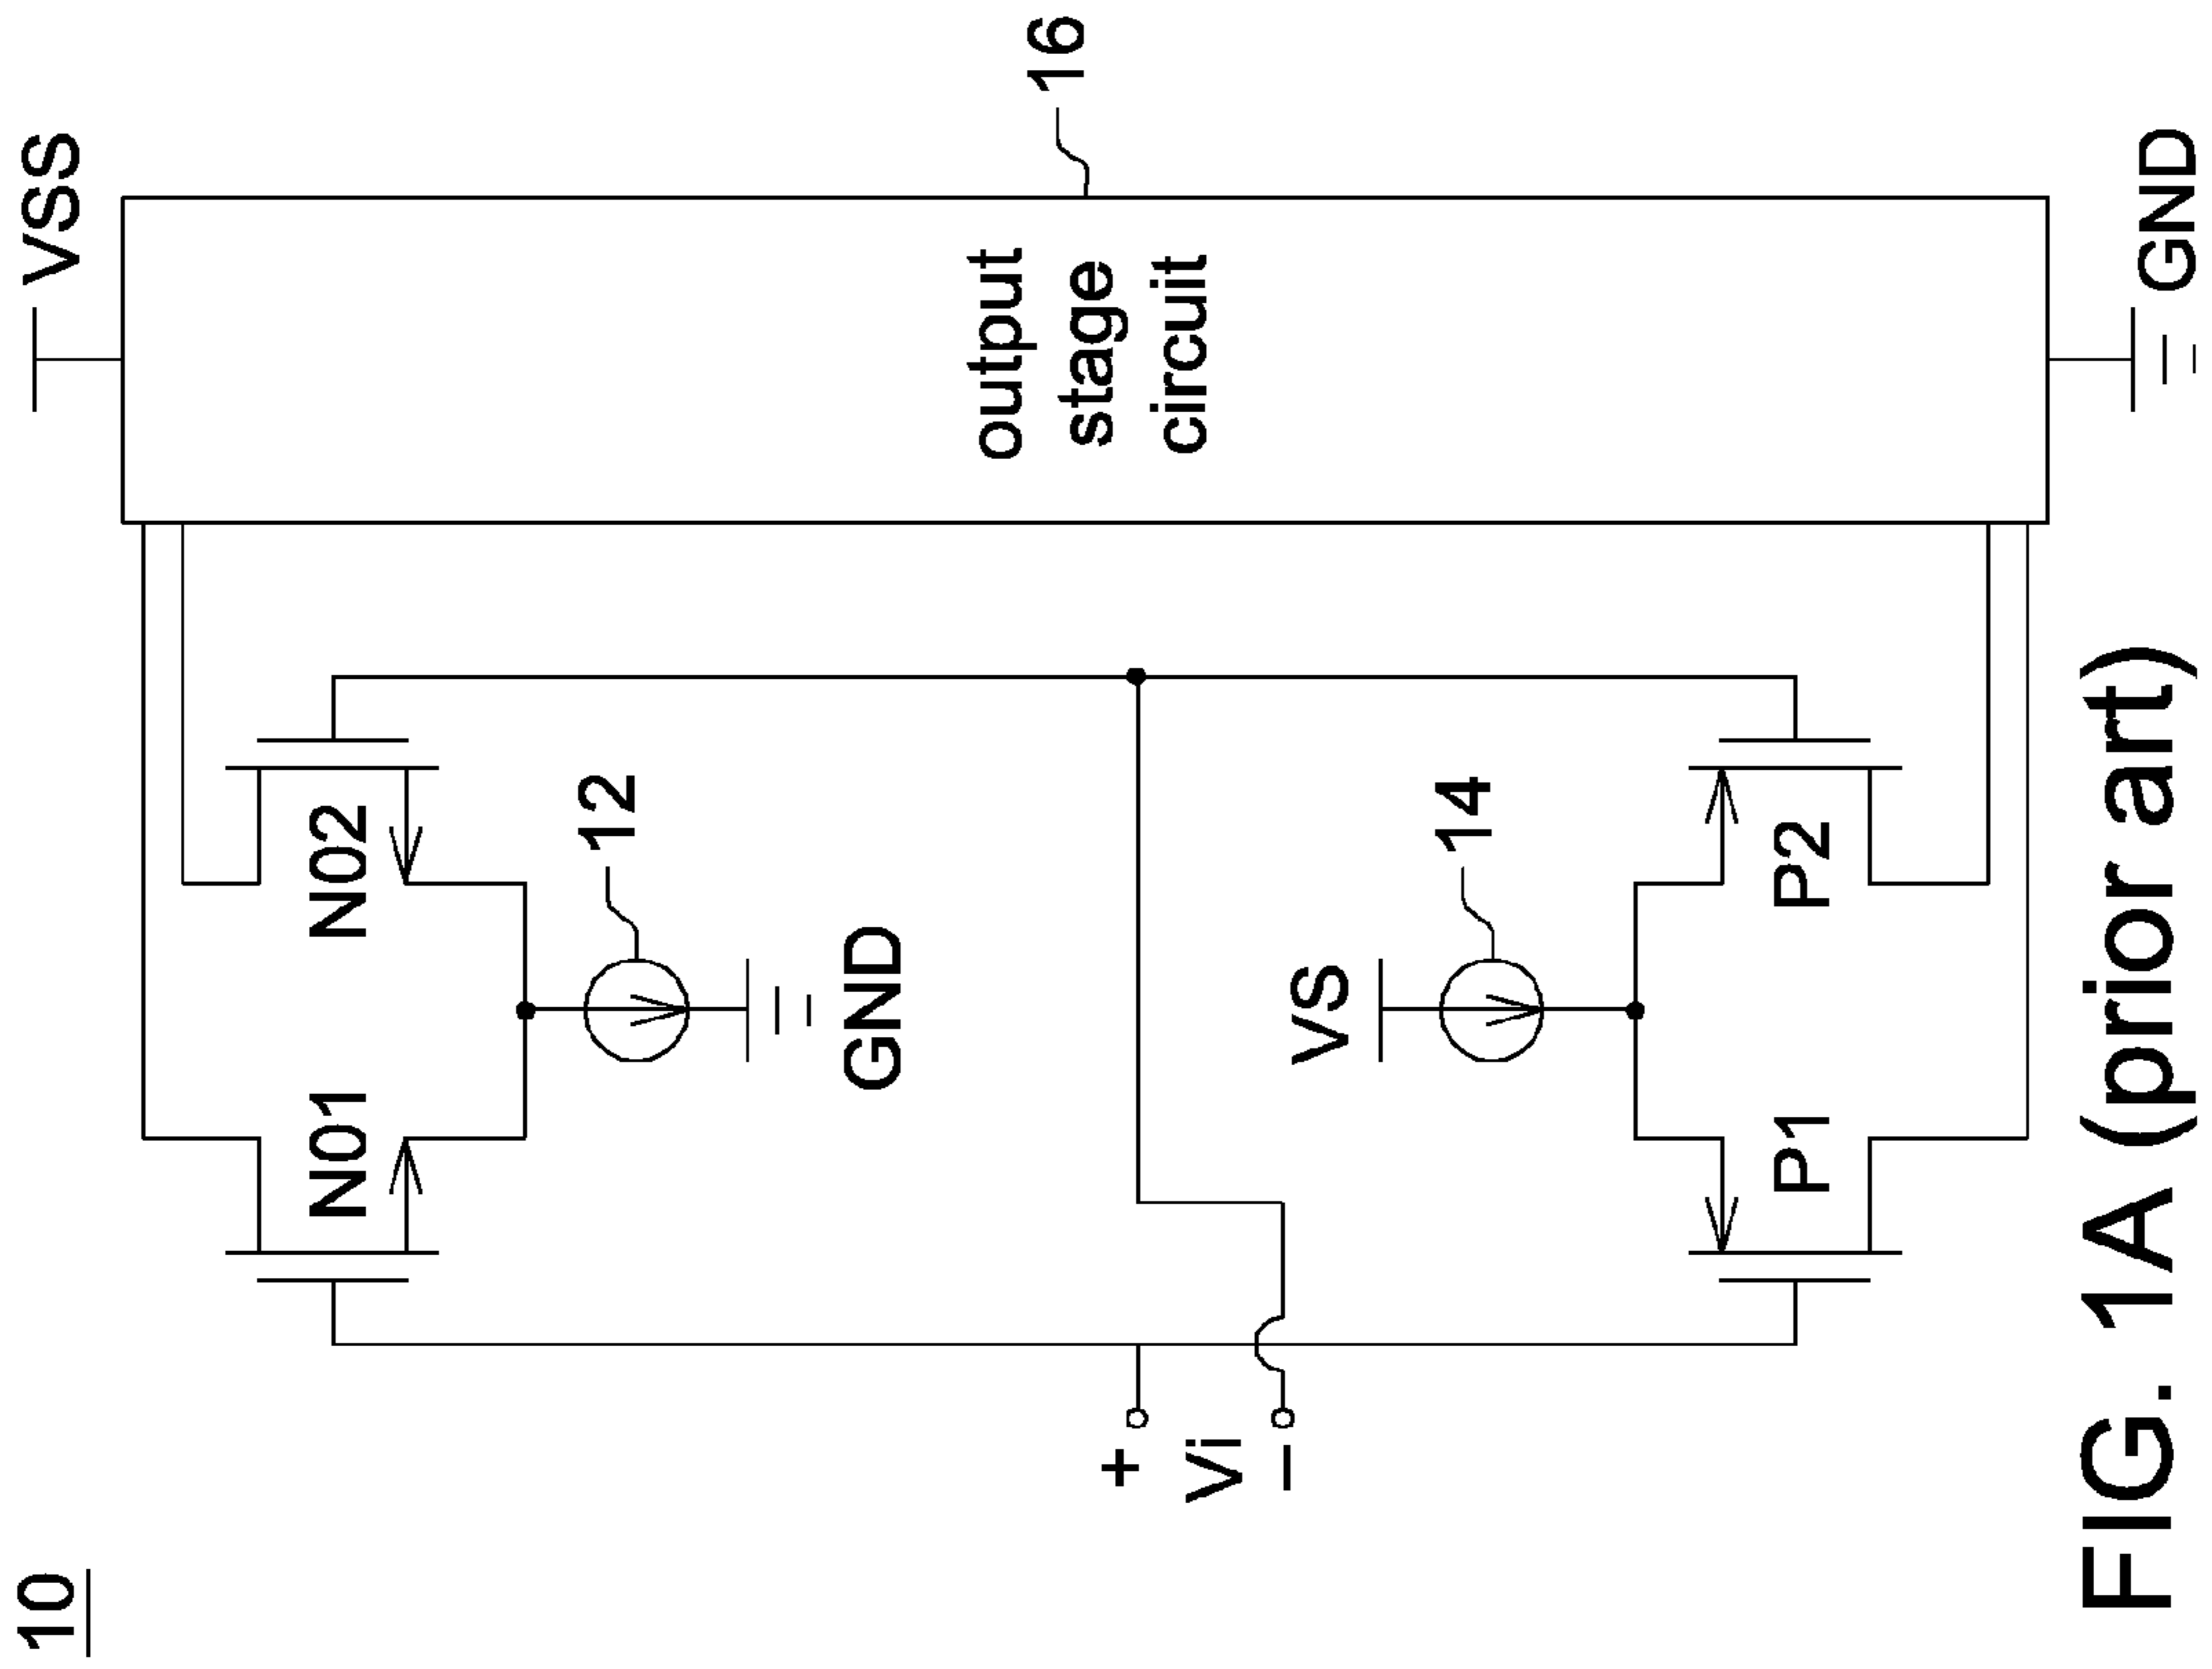 10
VSS
16
output
stage
circuit
N01
N02
12
GND
+
Vi
−
VS
14
P1
P2
GND
FIG. 1A (prior art)